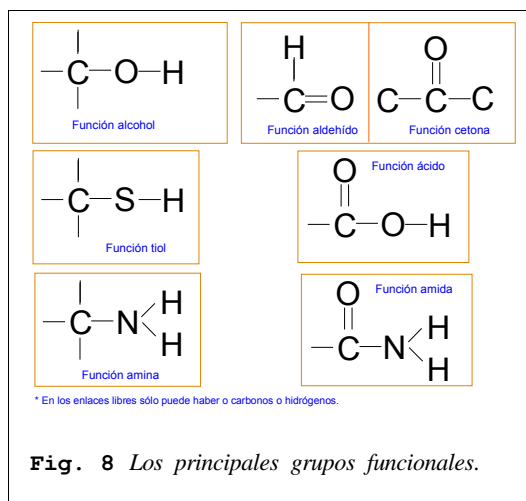 C O H
Función alcohol
H
C O
Función aldehído
O
C C C
Función cetona
C S H
Función tiol
Función ácido
O
C O H
C N H
H
Función amina
Función amida
O
C N H
H
* En los enlaces libres sólo puede haber o carbonos o hidrógenos.
Fig. 8 Los principales grupos funcionales.